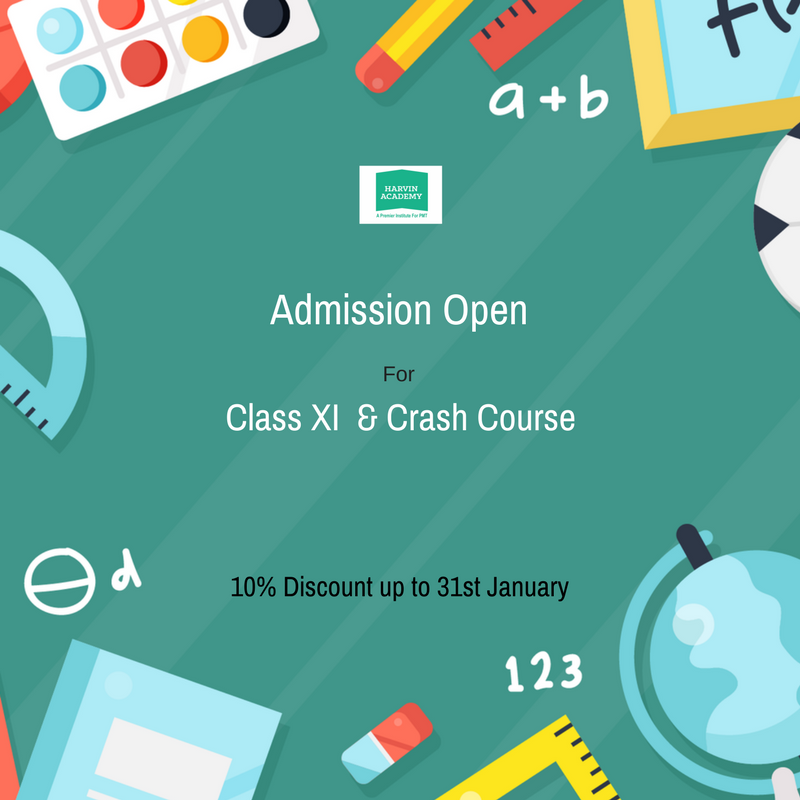 f(
a + b
HARVIN
ACADEMY
A Premier Institute For PMT
Admission Open
For
Class XI & Crash Course
d
10% Discount up to 31st January
123